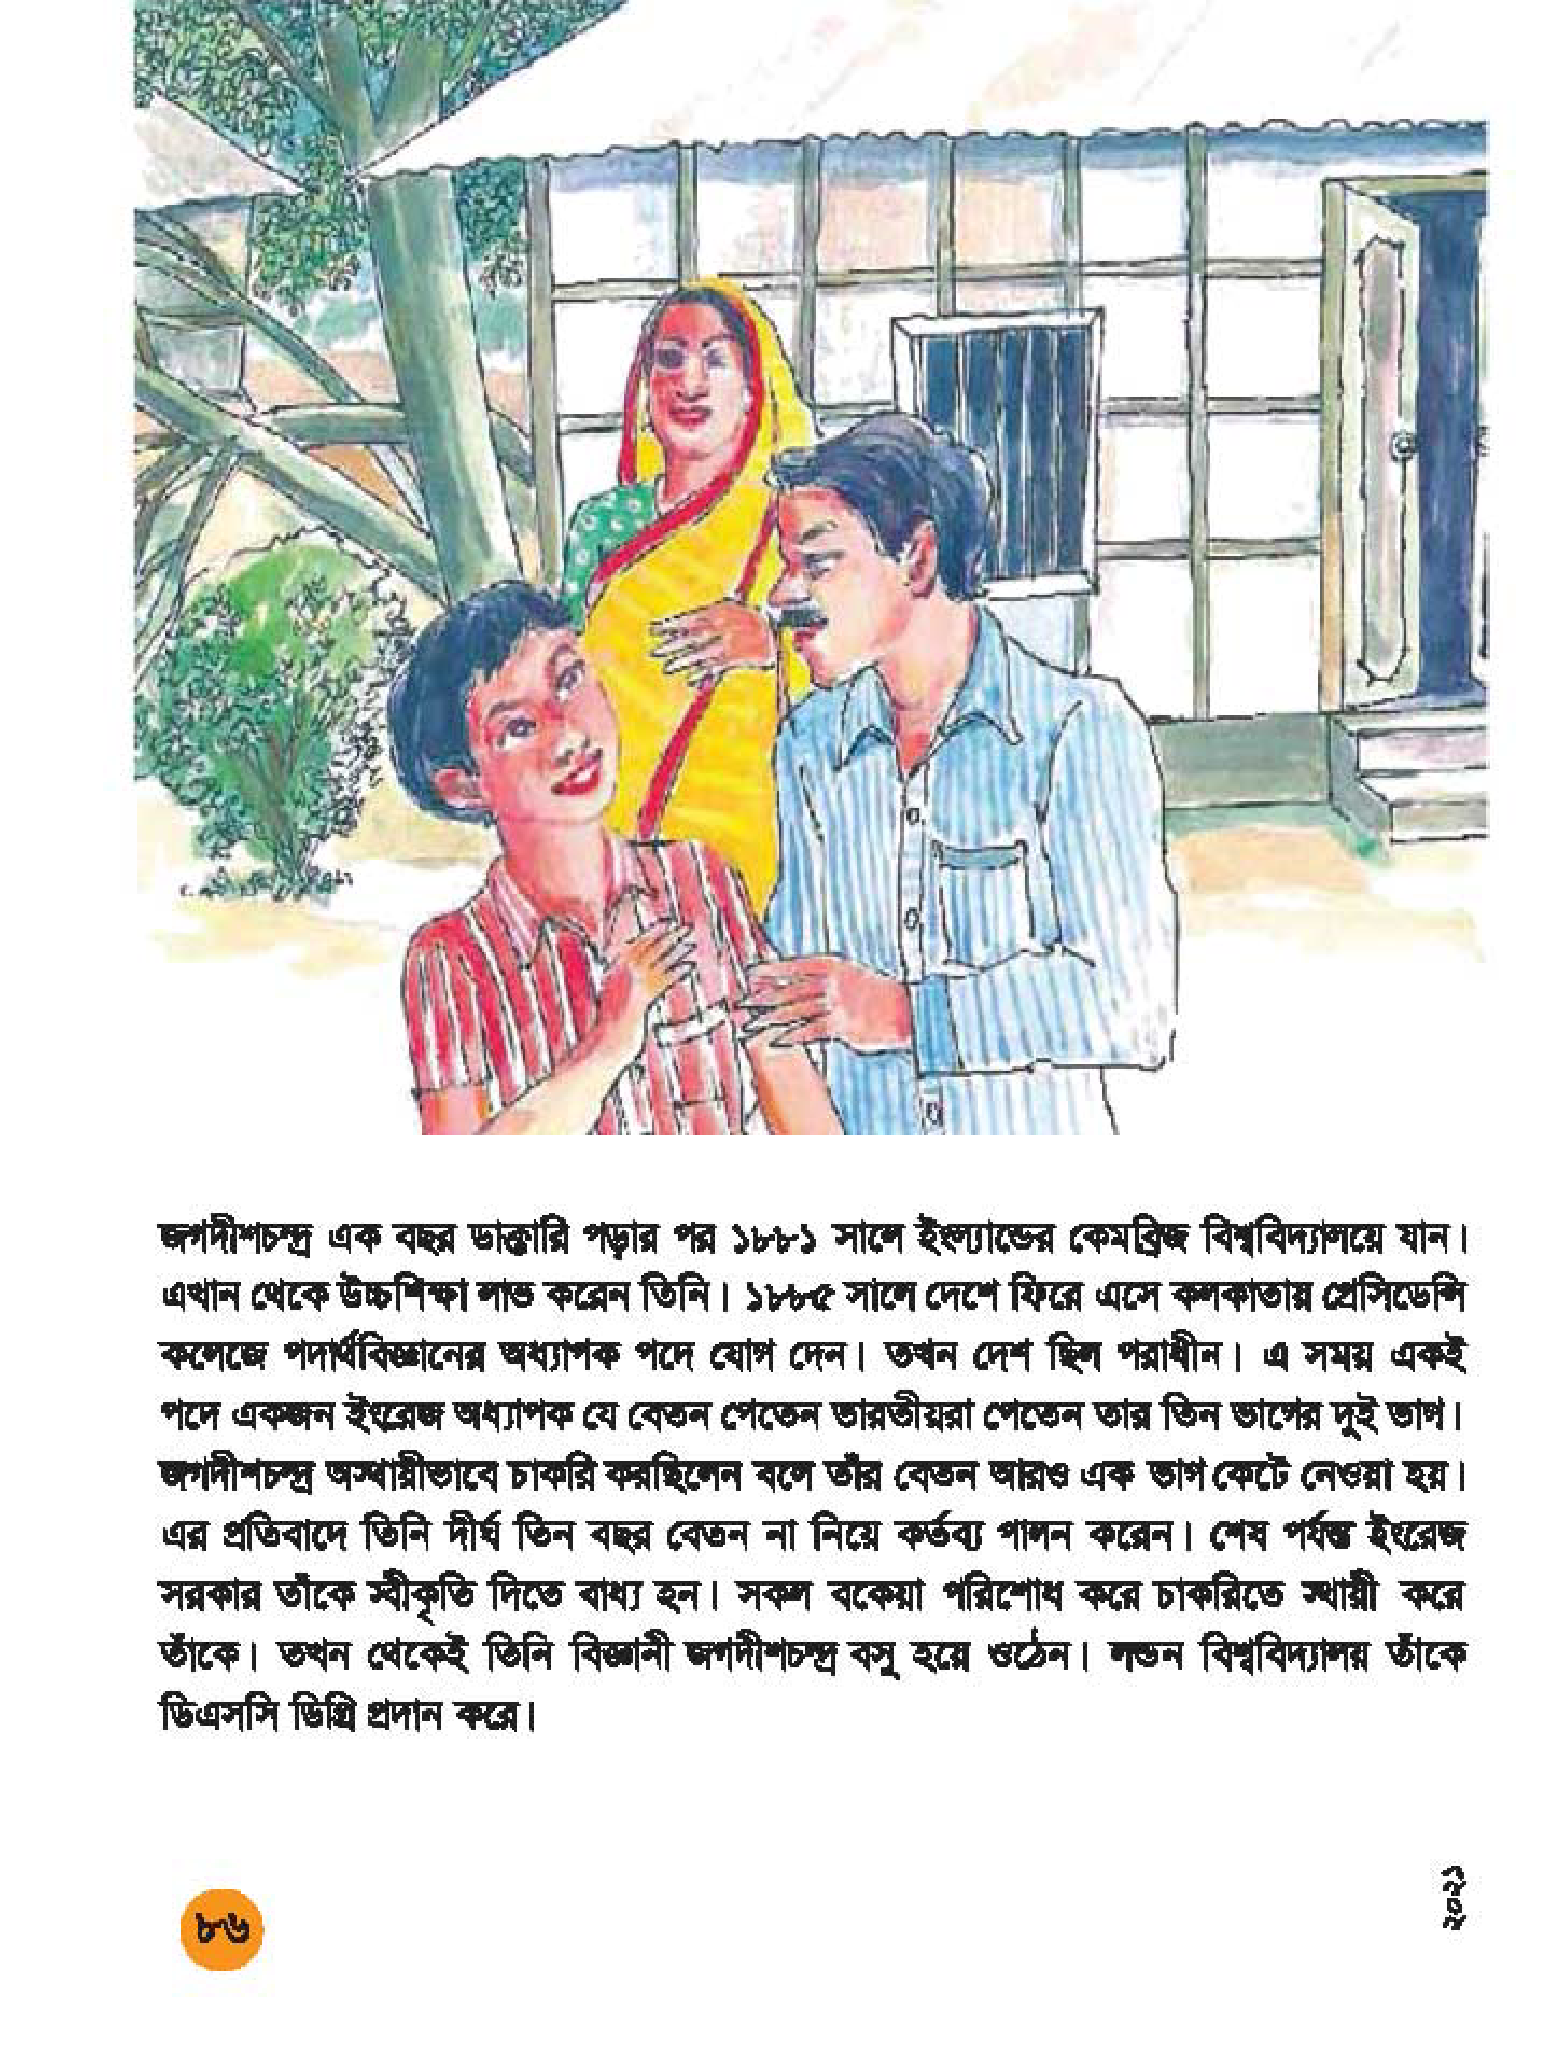 জগদীশচন্দ্র এক বছর ডাক্তারি পড়ার পর ১৮৮১ সালে ইংল্যান্ডের কেমব্রিজ বিশ্ববিদ্যালয়ে যান।
এখান থেকে উচ্চশিক্ষা লাভ করেন তিনি। ১৮৮৫ সালে দেশে ফিরে এসে কলকাতায় প্রেসিডেন্সি
কলেজে পদার্থবিজ্ঞানের অধ্যাপক পদে যোগ দেন। তখন দেশ ছিল পরাধীন। এ সময় একই
পদে একজন ইংরেজ অধ্যাপক যে বেতন পেতেন ভারতীয়রা পেতেন তার তিন ভাগের দুই ভাগ।
জগদীশচন্দ্র অস্থায়ীভাবে চাকরি করছিলেন বলে তাঁর বেতন আরও এক ভাগ কেটে নেওয়া হয়।
এর প্রতিবাদে তিনি দীর্ঘ তিন বছর বেতন না নিয়ে কর্তব্য পালন করেন। শেষ পর্যন্ত ইংরেজ
সরকার তাঁকে স্বীকৃতি দিতে বাধ্য হন। সকল বকেয়া পরিশোধ করে চাকরিতে স্থায়ী করে
তাঁকে। তখন থেকেই তিনি বিজ্ঞানী জগদীশচন্দ্র বসু হয়ে ওঠেন। লন্ডন বিশ্ববিদ্যালয় তাঁকে
ডিএসসি ডিগ্রি প্রদান করে।
৮৬
২০২১